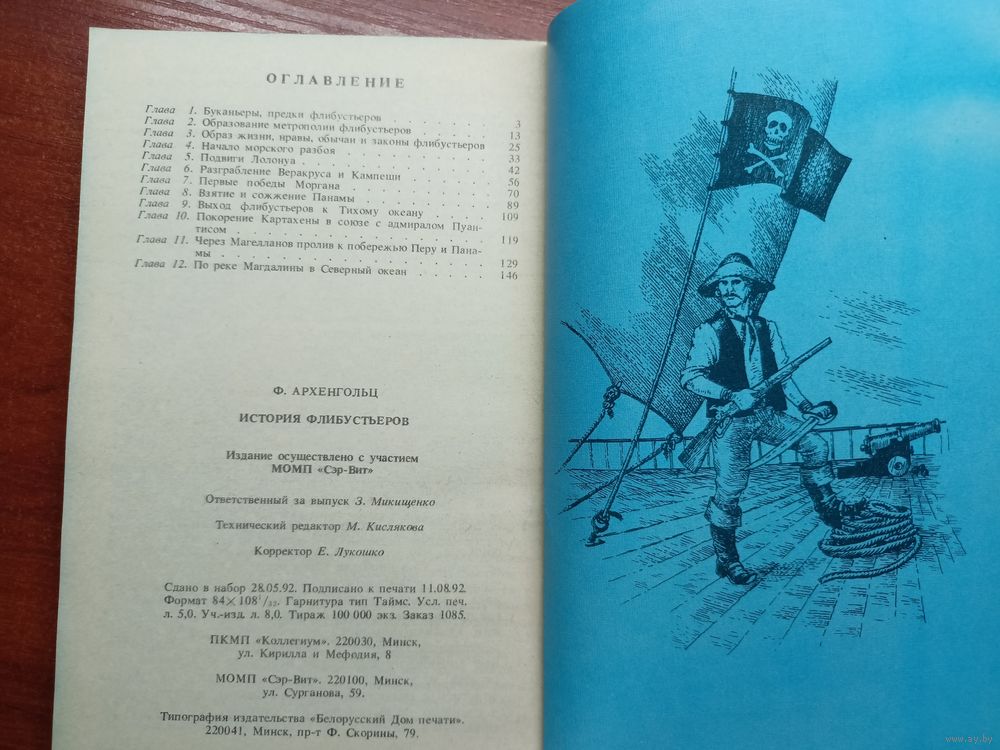 ОГЛАВЛЕНИЕ
Глава 1. Буканьеры, предки флибустьеров . . . . . . . 3
Глава 2. Образование метрополии флибустьеров . . . . . 13
Глава 3. Образ жизни, нравы, обычаи и законы флибустьеров 25
Глава 4. Начало морского разбоя . . . . . . . . . 33
Глава 5. Подвиги Лолонуа . . . . . . . . . . . 42
Глава 6. Разграбление Веракруса и Кампеши . . . . . 56
Глава 7. Первые победы Моргана . . . . . . . . . 70
Глава 8. Взятие и сожжение Панамы . . . . . . . . 89
Глава 9. Выход флибустьеров к Тихому океану . . . . . 109
Глава 10. Покорение Картахены в союзе с адмиралом Пуан-
тисом . . . . . . . . . . . . . . . 119
Глава 11. Через Магелланов пролив к побережью Перу и Пана-
мы . . . . . . . . . . . . . . . . 129
Глава 12. По реке Магдалины в Северный океан . . . . . 146
Ф. АРХЕНГОЛЬЦ
ИСТОРИЯ ФЛИБУСТЬЕРОВ
Издание осуществлено с участием
МОМП «Сэр-Вит»
Ответственный за выпуск З. Микищенко
Технический редактор М. Кислякова
Корректор Е. Лукошко
Сдано в набор 28.05.92. Подписано к печати 11.08.92.
Формат 84×108¹/₃₂. Гарнитура тип Таймс. Усл. печ.
л. 5,0. Уч.-изд. л. 8,0. Тираж 100 000 экз. Заказ 1085.
ПКМП «Коллегиум». 220030, Минск,
ул. Кирилла и Мефодия, 8
МОМП «Сэр-Вит». 220100, Минск,
ул. Сурганова, 59.
Типография издательства «Белорусский Дом печати».
220041, Минск, пр-т Ф. Скорины, 79.
www.ay.by